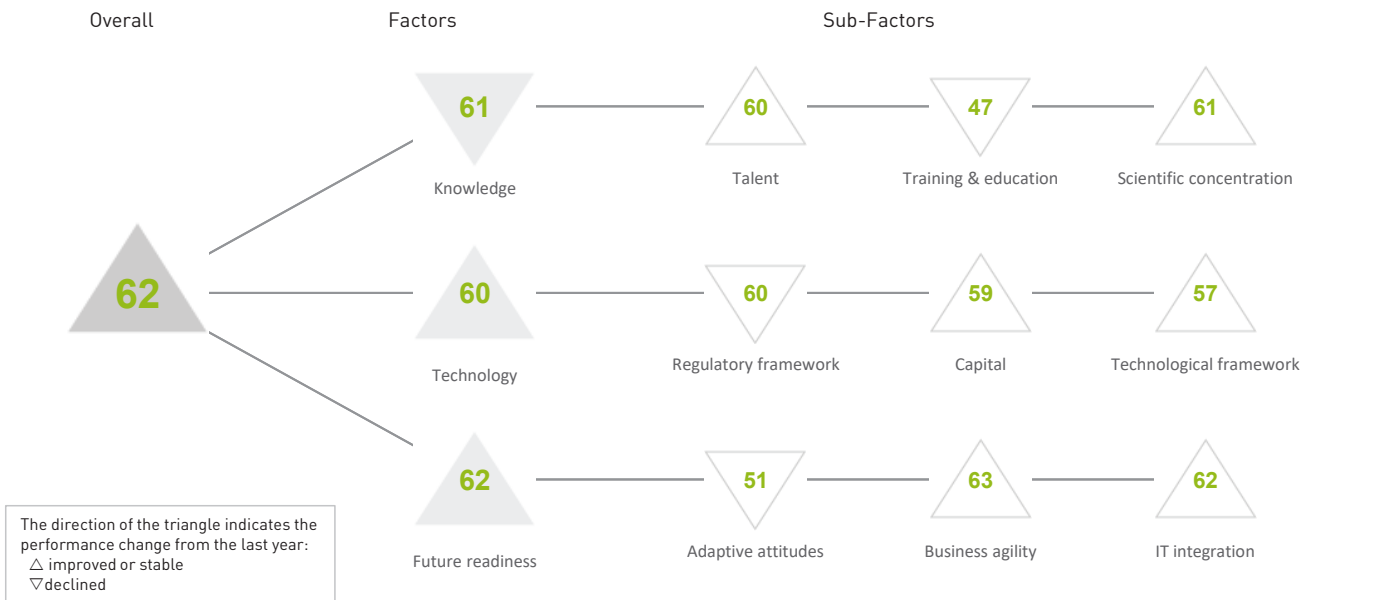 Overall
Factors
Sub-Factors
61
60
47
61
Knowledge
Talent
Training & education
Scientific concentration
62
60
60
59
57
Technology
Regulatory framework
Capital
Technological framework
62
51
63
62
Future readiness
Adaptive attitudes
Business agility
IT integration
The direction of the triangle indicates the
performance change from the last year:
△ improved or stable
▽declined